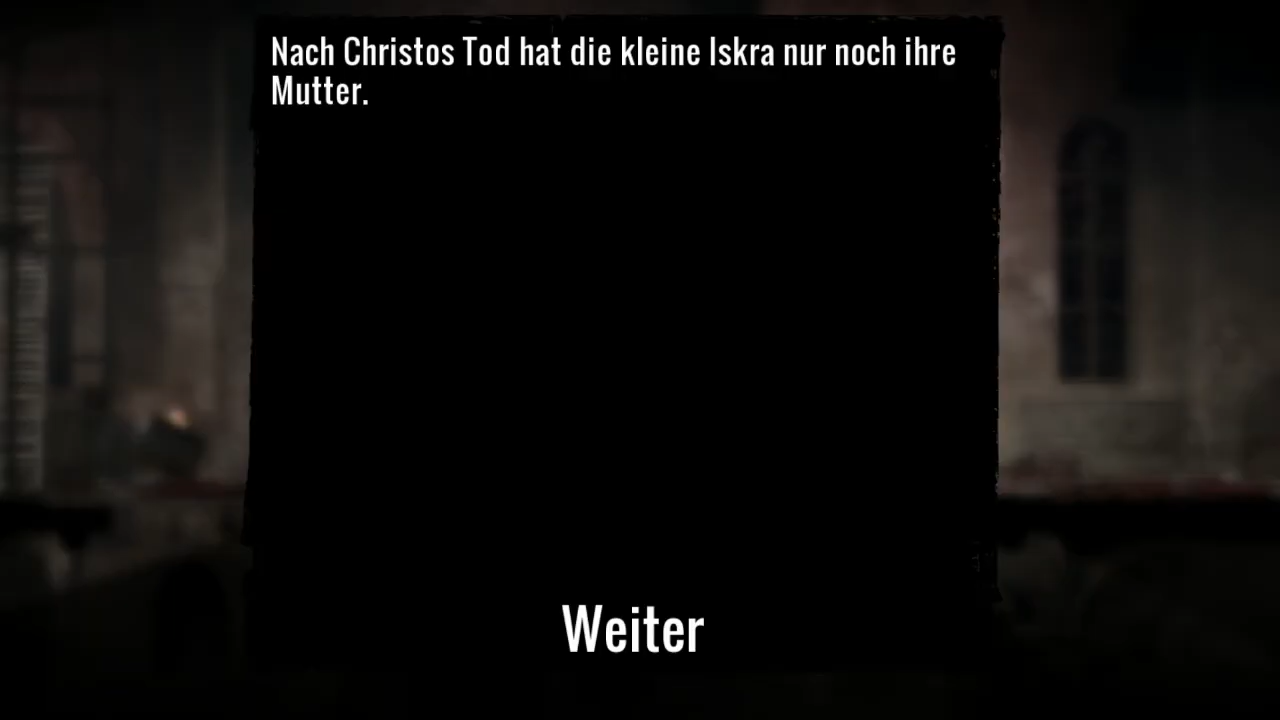 Nach Christos Tod hat die kleine Iskra nur noch ihre
Mutter.
Weiter